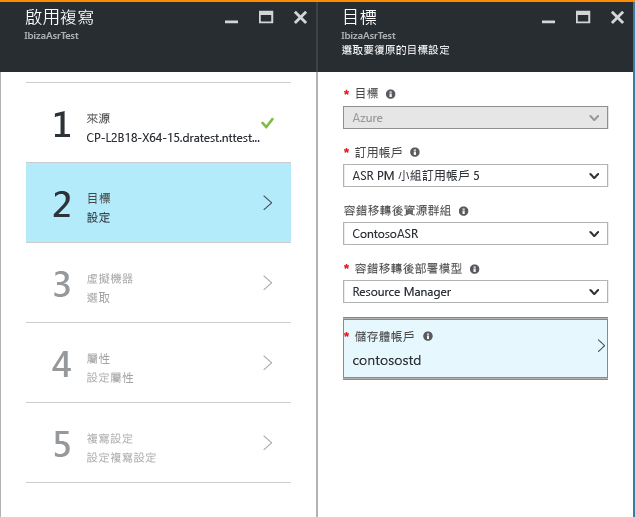 啟用複寫
IbizaAsrTest
1
來源
CP-L2B18-X64-15.dratest.nttest...
2
目標
設定
3
虛擬機器
選取
4
屬性
設定屬性
5
複寫設定
設定複寫設定
目標
IbizaAsrTest
選取要復原的目標設定
* 目標
Azure
* 訂用帳戶
ASR PM 小組訂用帳戶 5
容錯移轉後資源群組
ContosoASR
* 容錯移轉後部署模型
Resource Manager
* 儲存體帳戶
contosostd